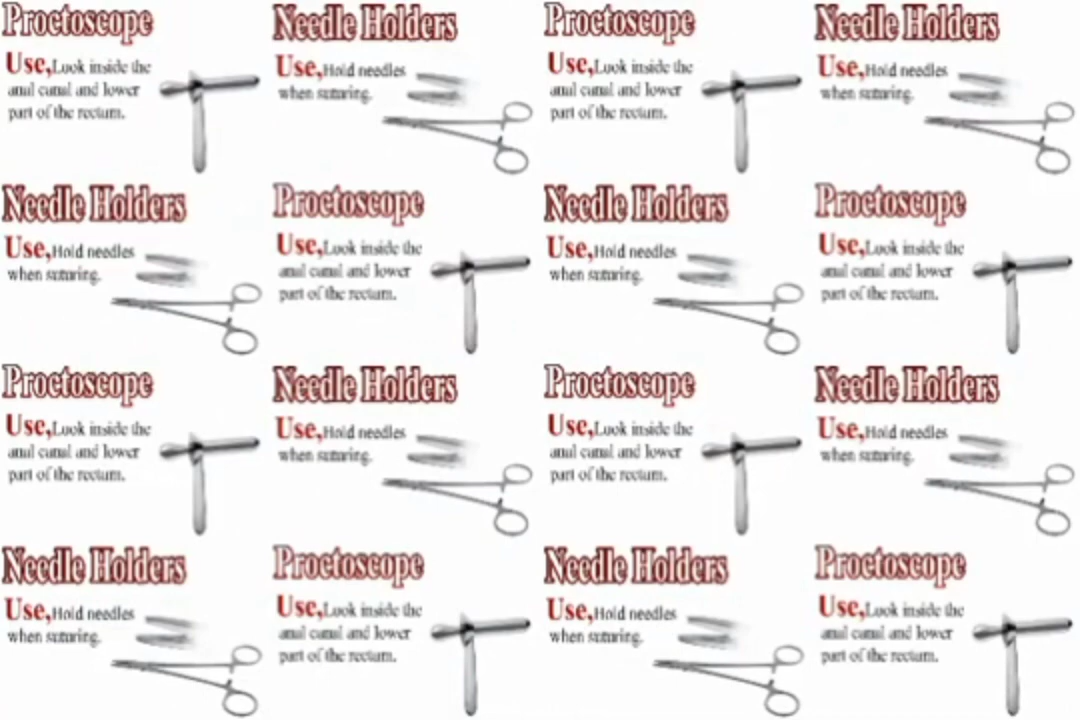 Proctoscope
Use,Look inside the
anal canal and lower
part of the rectum.
Needle Holders
Use,Hold needles
when suturing.
Proctoscope
Use,Look inside the
anal canal and lower
part of the rectum.
Needle Holders
Use,Hold needles
when suturing.
Needle Holders
Use,Hold needles
when suturing.
Proctoscope
Use,Look inside the
anal canal and lower
part of the rectum.
Needle Holders
Use,Hold needles
when suturing.
Proctoscope
Use,Look inside the
anal canal and lower
part of the rectum.
Proctoscope
Use,Look inside the
anal canal and lower
part of the rectum.
Needle Holders
Use,Hold needles
when suturing.
Proctoscope
Use,Look inside the
anal canal and lower
part of the rectum.
Needle Holders
Use,Hold needles
when suturing.
Needle Holders
Use,Hold needles
when suturing.
Proctoscope
Use,Look inside the
anal canal and lower
part of the rectum.
Needle Holders
Use,Hold needles
when suturing.
Proctoscope
Use,Look inside the
anal canal and lower
part of the rectum.